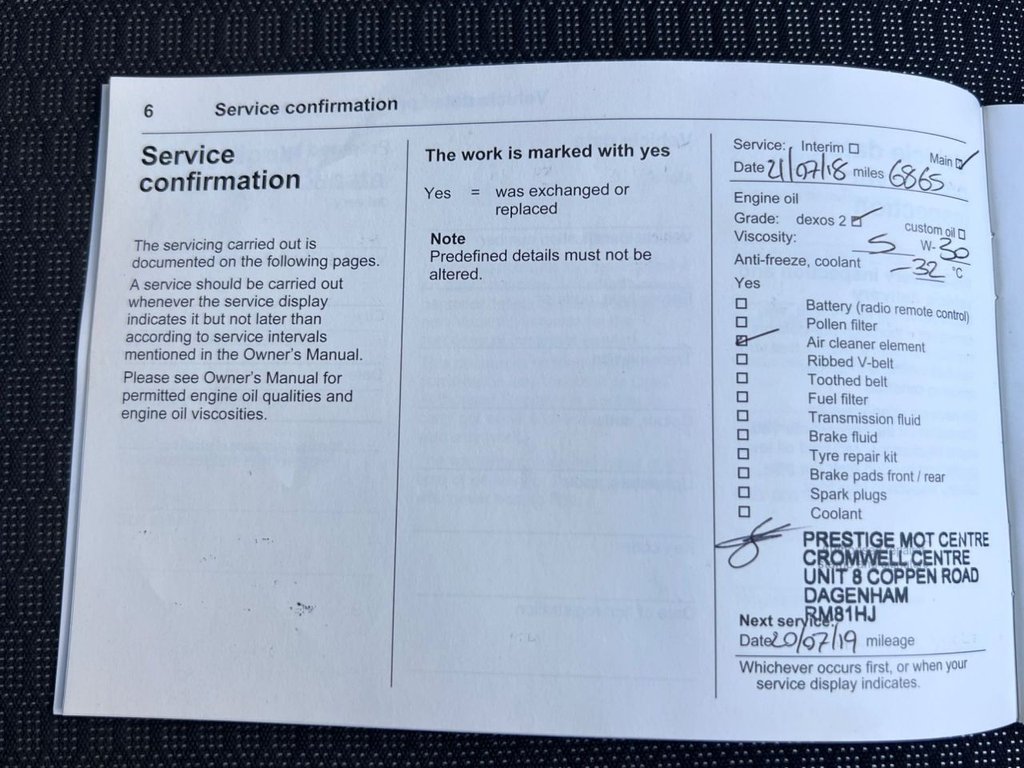 6 Service confirmation
Service
confirmation
The servicing carried out is
documented on the following pages.
A service should be carried out
whenever the service display
indicates it but not later than
according to service intervals
mentioned in the Owner's Manual.
Please see Owner's Manual for
permitted engine oil qualities and
engine oil viscosities.
The work is marked with yes
Yes = was exchanged or
replaced
Note
Predefined details must not be
altered.
Service: Interim ☐ Main ☑
Date 21/07/18 miles 6865
Engine oil
Grade: dexos 2 ☑ custom oil ☐
Viscosity: 5 W- 30
Anti-freeze, coolant -32 °C
Yes
☐ Battery (radio remote control)
☐ Pollen filter
☑ Air cleaner element
☐ Ribbed V-belt
☐ Toothed belt
☐ Fuel filter
☐ Transmission fluid
☐ Brake fluid
☐ Tyre repair kit
☐ Brake pads front / rear
☐ Spark plugs
☐ Coolant
PRESTIGE MOT CENTRE
CROMWELL CENTRE
UNIT 8 COPPEN ROAD
DAGENHAM
RM81HJ
Next service:
Date 20/07/19 mileage
Whichever occurs first, or when your
service display indicates.